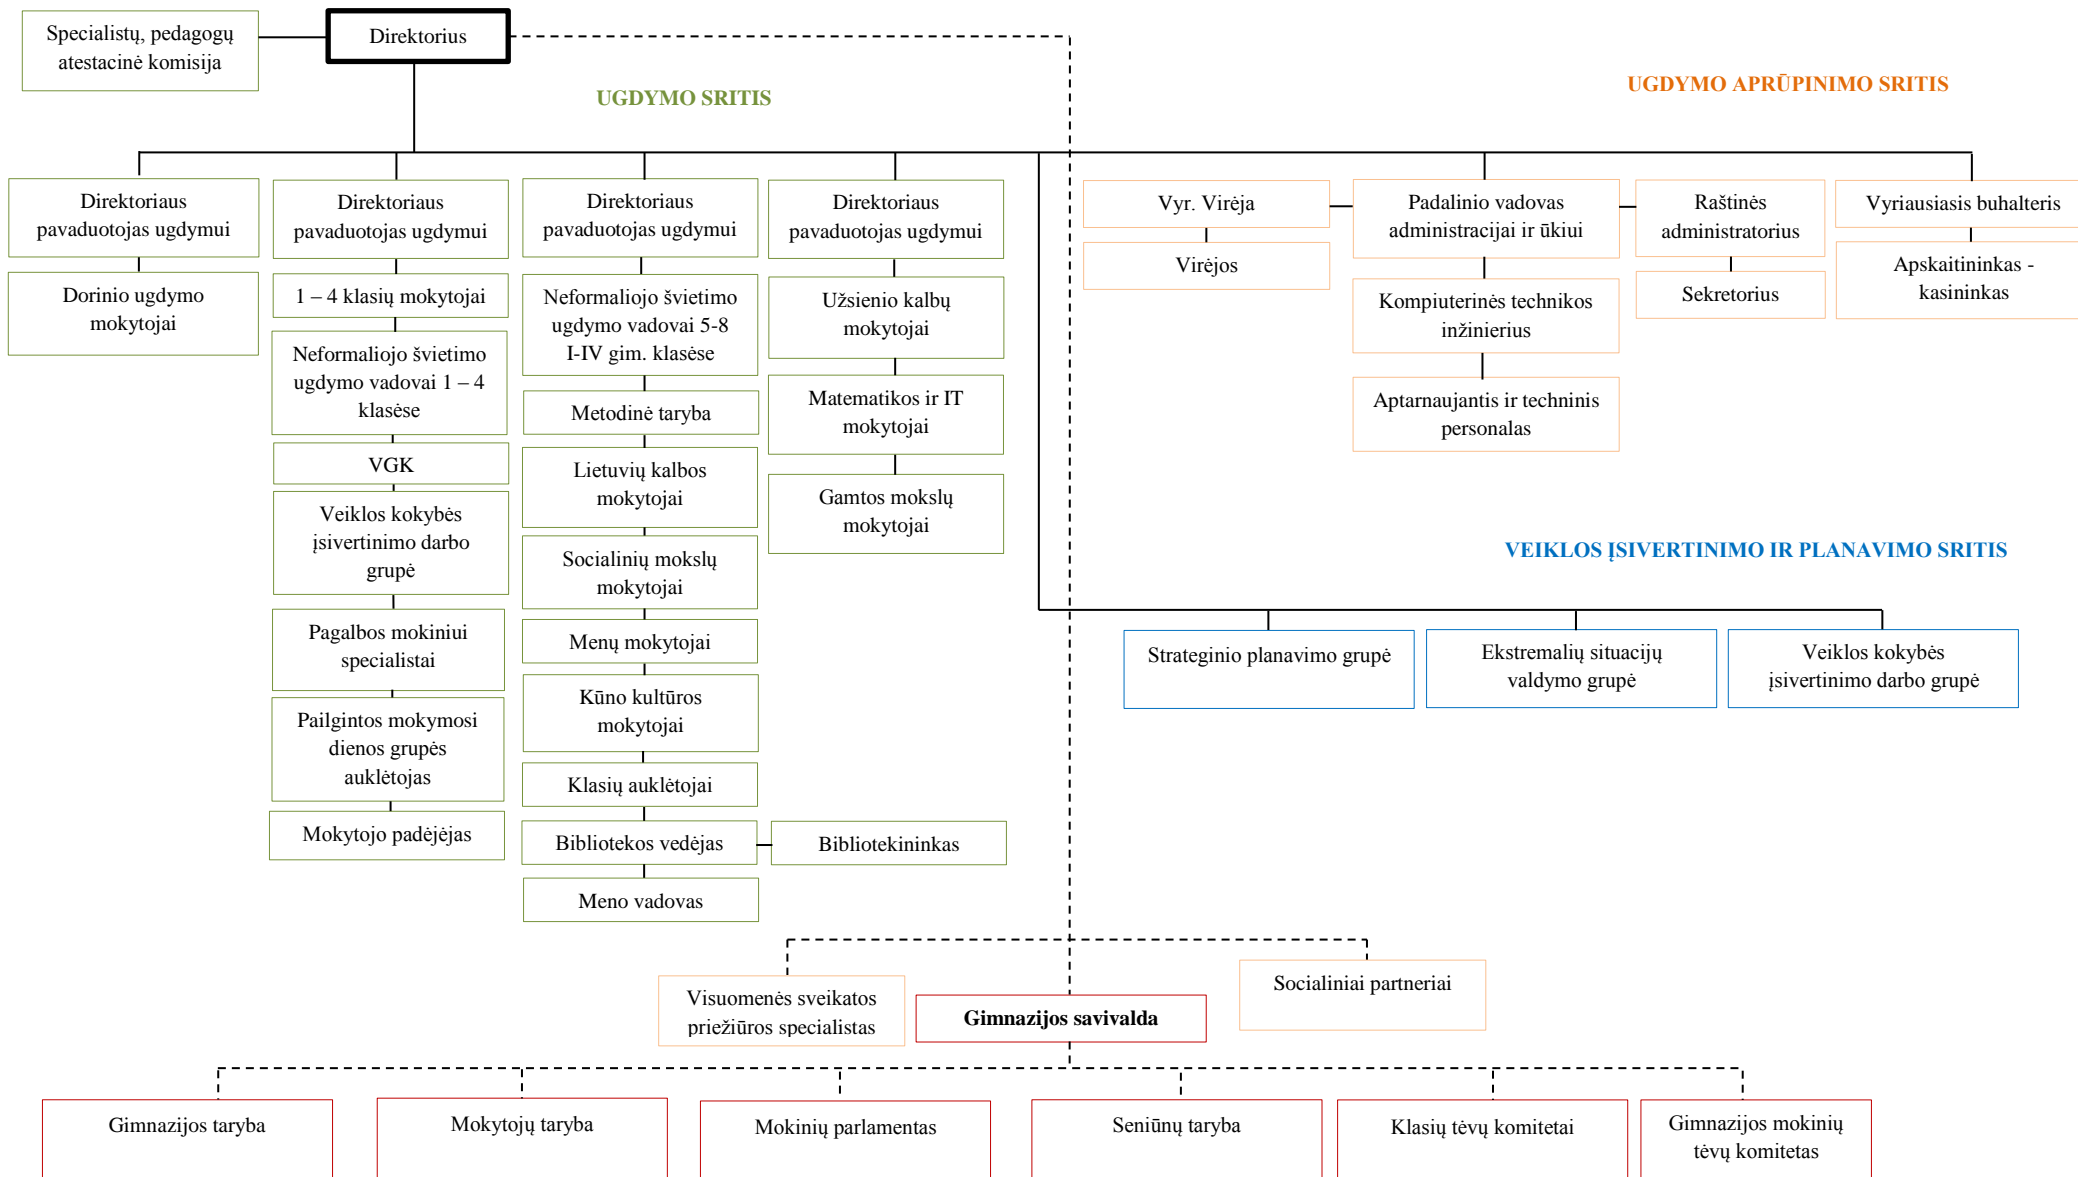 Specialistų, pedagogų
atestacinė komisija
Direktorius
UGDYMO SRITIS
UGDYMO APRŪPINIMO SRITIS
Direktoriaus
pavaduotojas ugdymui
Dorinio ugdymo
mokytojai
Direktoriaus
pavaduotojas ugdymui
1 – 4 klasių mokytojai
Neformaliojo švietimo
ugdymo vadovai 1 – 4
klasėse
VGK
Veiklos kokybės
įsivertinimo darbo
grupė
Pagalbos mokiniui
specialistai
Pailgintos mokymosi
dienos grupės
auklėtojas
Mokytojo padėjėjas
Direktoriaus
pavaduotojas ugdymui
Neformaliojo švietimo
ugdymo vadovai 5-8
I-IV gim. klasėse
Metodinė taryba
Lietuvių kalbos
mokytojai
Socialinių mokslų
mokytojai
Menų mokytojai
Kūno kultūros
mokytojai
Klasių auklėtojai
Bibliotekos vedėjas
Bibliotekininkas
Meno vadovas
Direktoriaus
pavaduotojas ugdymui
Užsienio kalbų
mokytojai
Matematikos ir IT
mokytojai
Gamtos mokslų
mokytojai
Vyr. Virėja
Virėjos
Padalinio vadovas
administracijai ir ūkiui
Kompiuterinės technikos
inžinierius
Aptarnaujantis ir techninis
personalas
Raštinės
administratorius
Sekretorius
Vyriausiasis buhalteris
Apskaitininkas -
kasininkas
VEIKLOS ĮSIVERTINIMO IR PLANAVIMO SRITIS
Strateginio planavimo grupė
Ekstremalių situacijų
valdymo grupė
Veiklos kokybės
įsivertinimo darbo grupė
Visuomenės sveikatos
priežiūros specialistas
Gimnazijos savivalda
Socialiniai partneriai
Gimnazijos taryba
Mokytojų taryba
Mokinių parlamentas
Seniūnų taryba
Klasių tėvų komitetai
Gimnazijos mokinių
tėvų komitetas